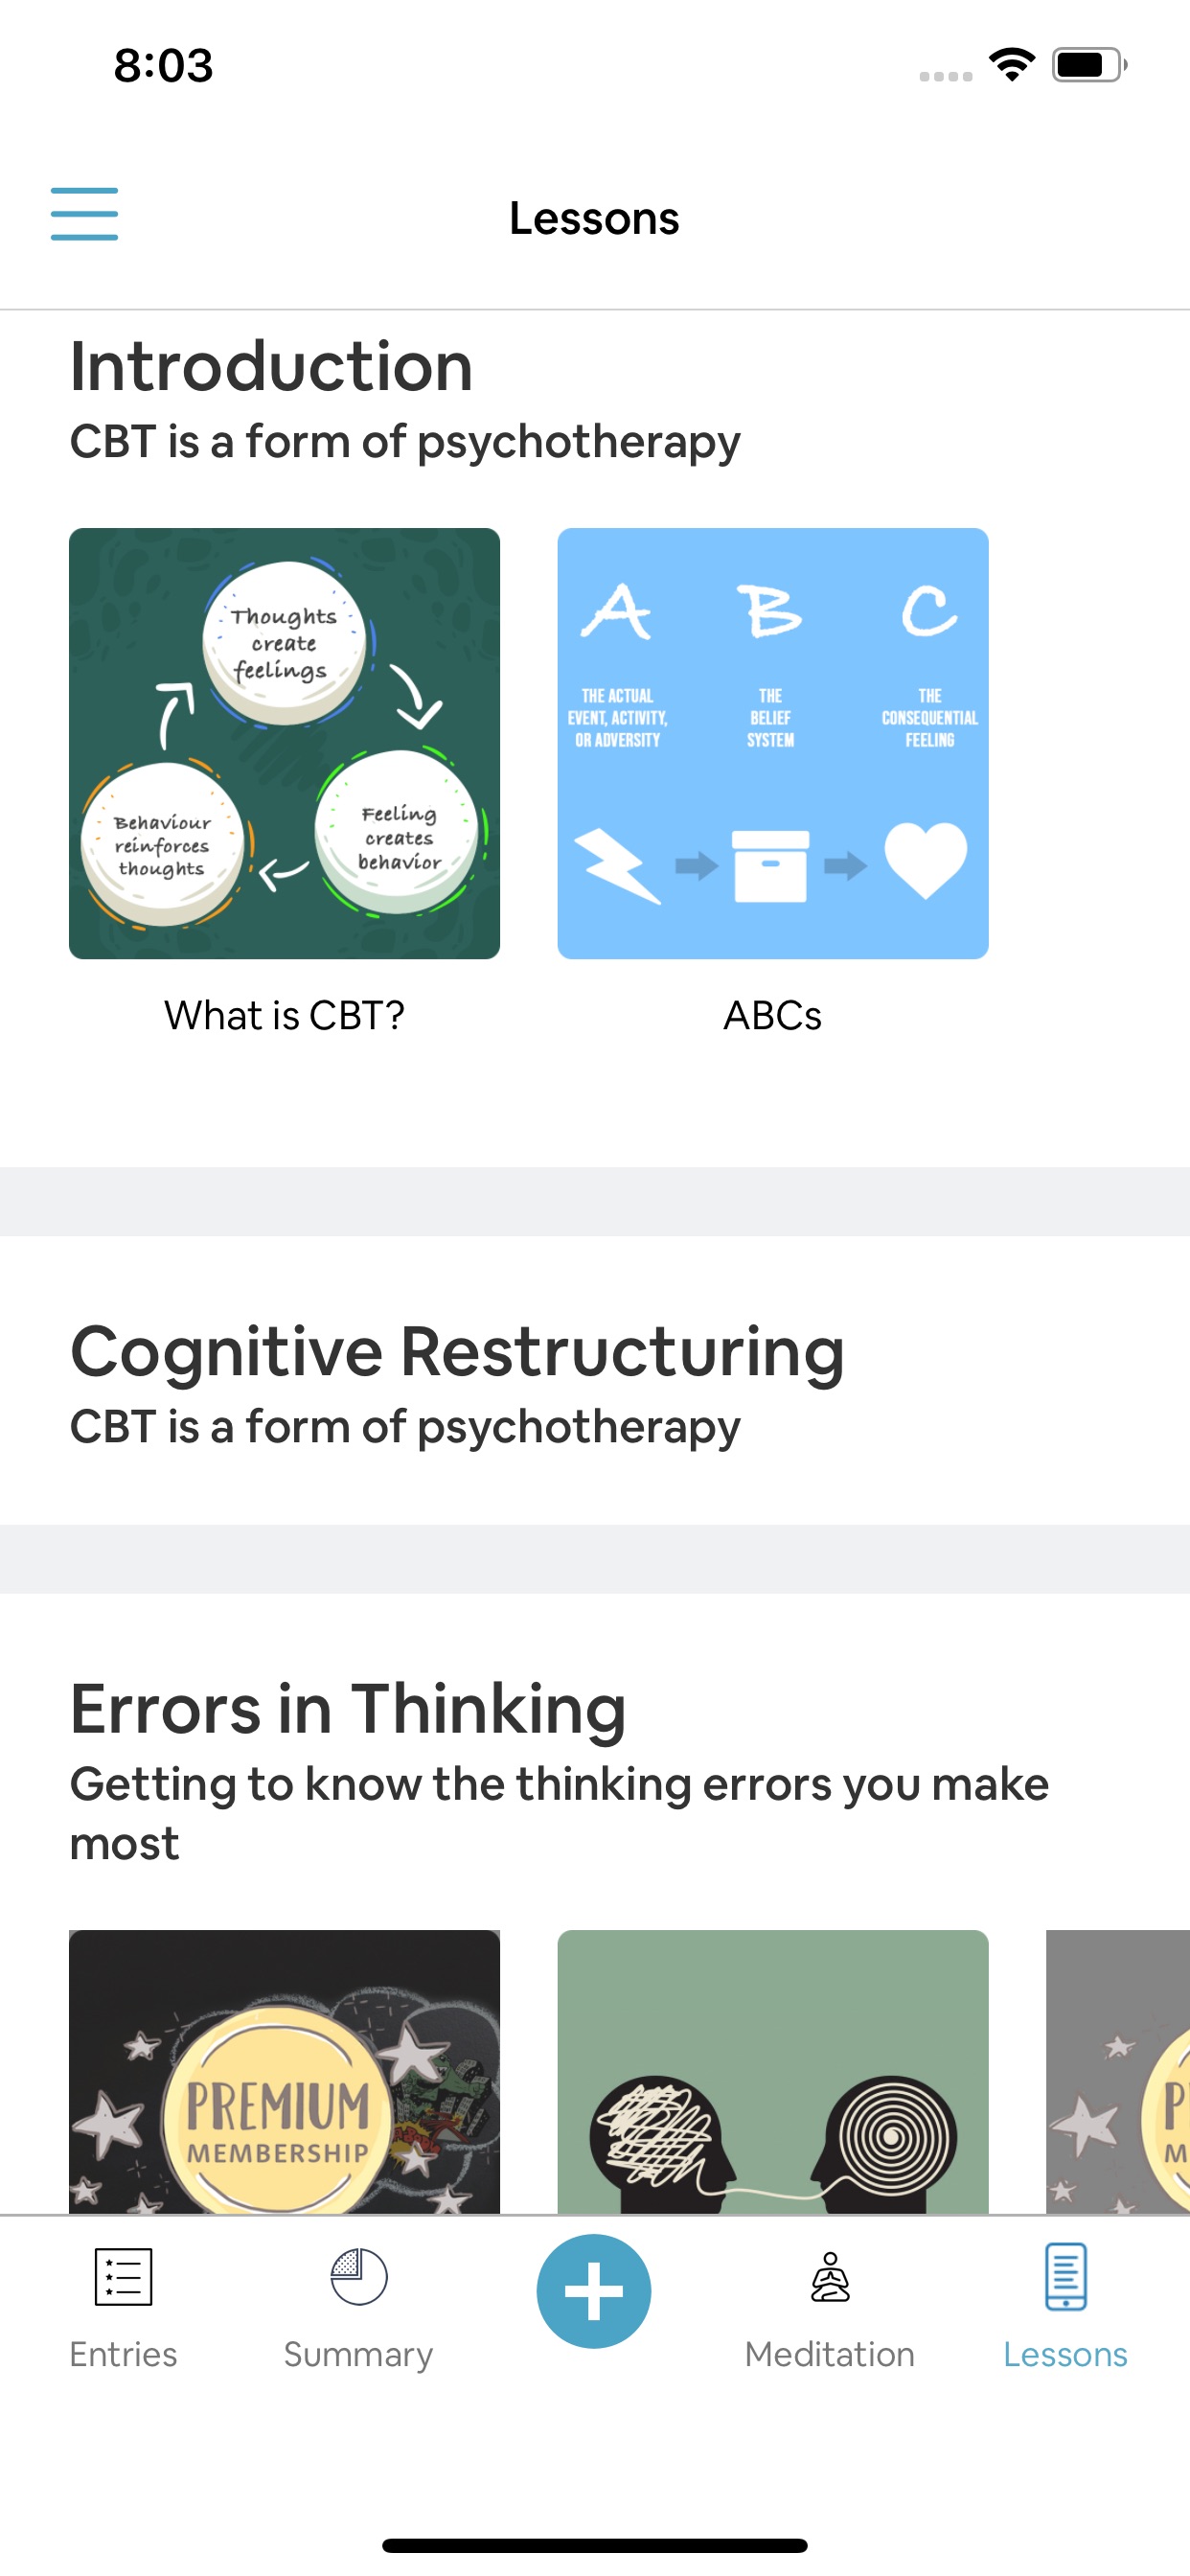 8:03
Lessons
Introduction
CBT is a form of psychotherapy
Thoughts
create
feelings
Feeling
creates
behavior
Behaviour
reinforces
thoughts
A B C
THE ACTUAL
EVENT, ACTIVITY,
OR ADVERSITY
THE
BELIEF
SYSTEM
THE
CONSEQUENTIAL
FEELING
What is CBT?
ABCs
Cognitive Restructuring
CBT is a form of psychotherapy
Errors in Thinking
Getting to know the thinking errors you make
most
PREMIUM
MEMBERSHIP
Entries
Summary
Meditation
Lessons